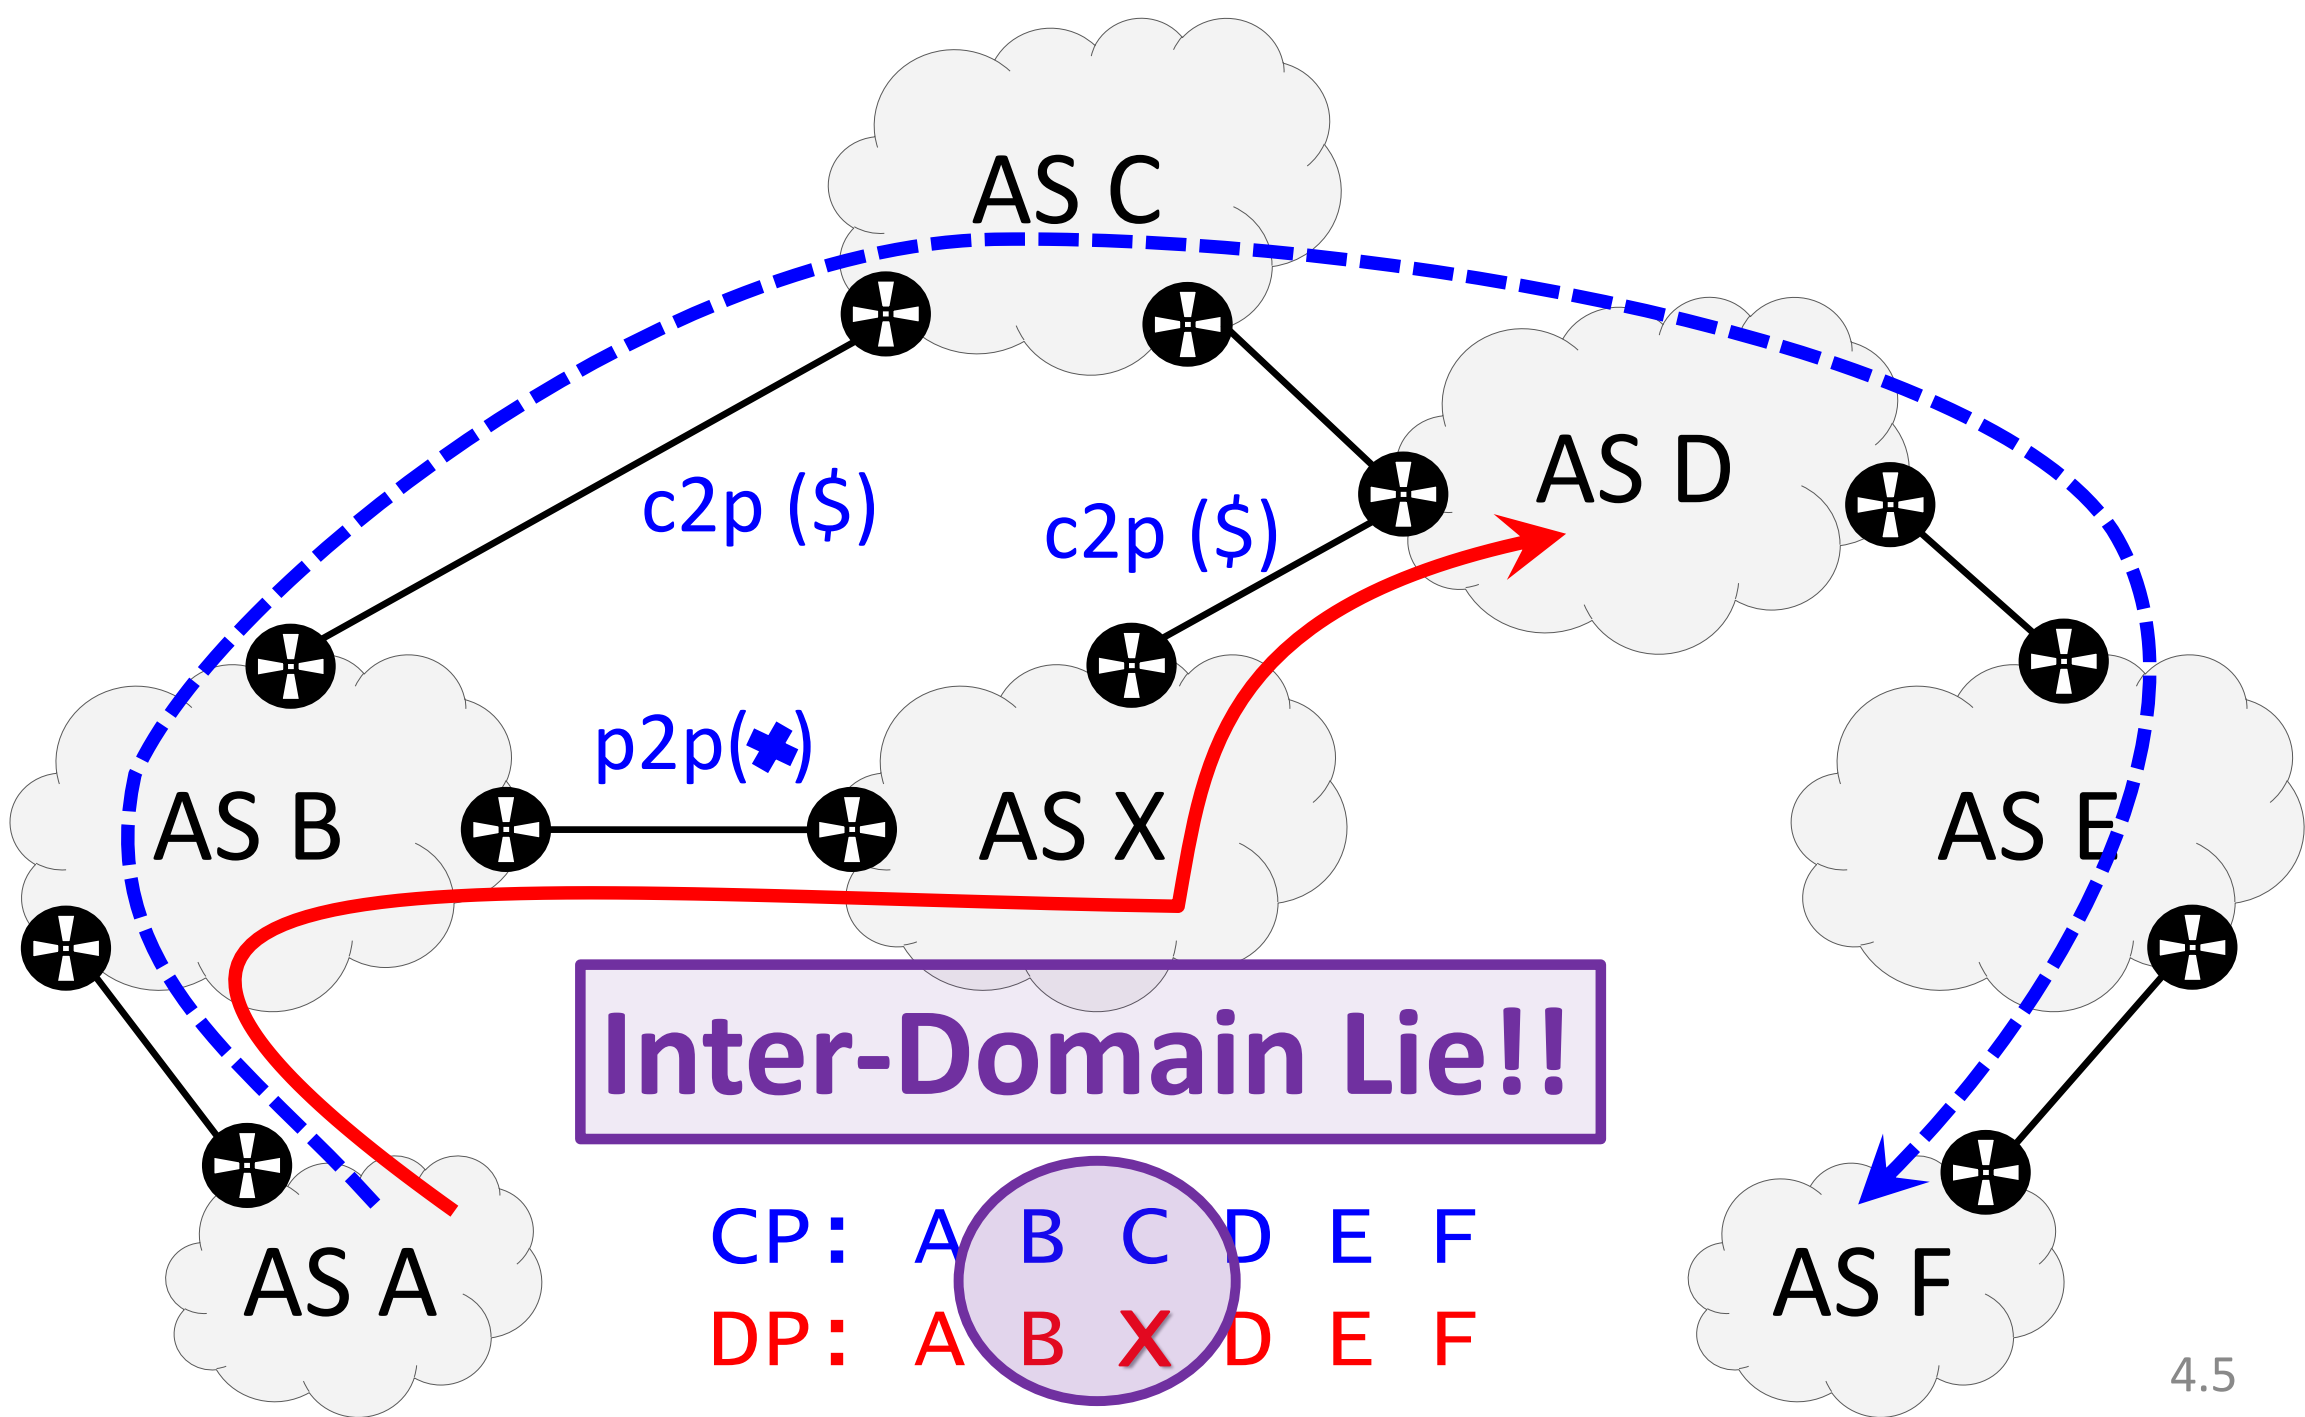 AS C
AS D
c2p ($)
c2p ($)
p2p(✖)
AS B
AS X
AS E
Inter-Domain Lie!!
CP: A B C D E F
DP: A B X D E F
AS A
AS F
4.5